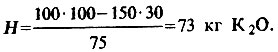 H = (100·100−150·30)/75 = 73 кг K₂O.